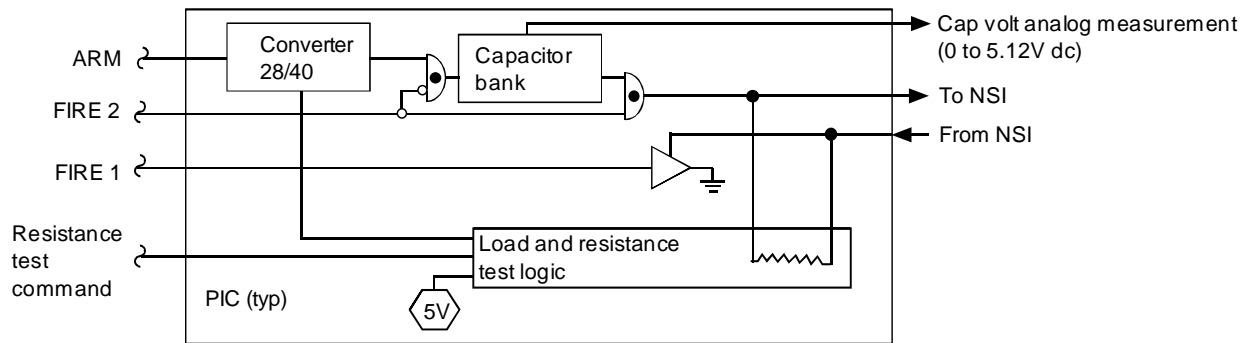 Cap volt analog measurement
(0 to 5.12V dc)
ARM
Converter
28/40
Capacitor
bank
FIRE 2
To NSI
From NSI
FIRE 1
Resistance
test
command
Load and resistance
test logic
PIC (typ)
5V